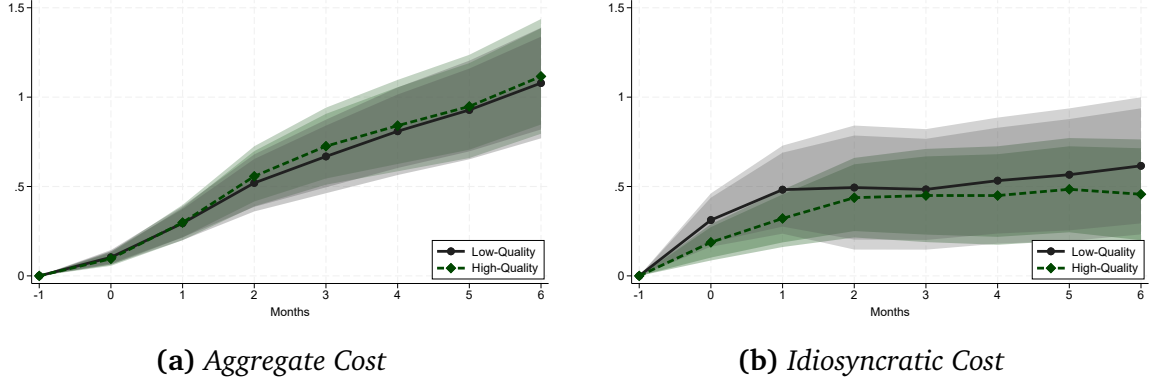 1.5
1
.5
0
-1 0 1 2 3 4 5 6
Months
Low-Quality
High-Quality
(a) Aggregate Cost
1.5
1
.5
0
-1 0 1 2 3 4 5 6
Months
Low-Quality
High-Quality
(b) Idiosyncratic Cost